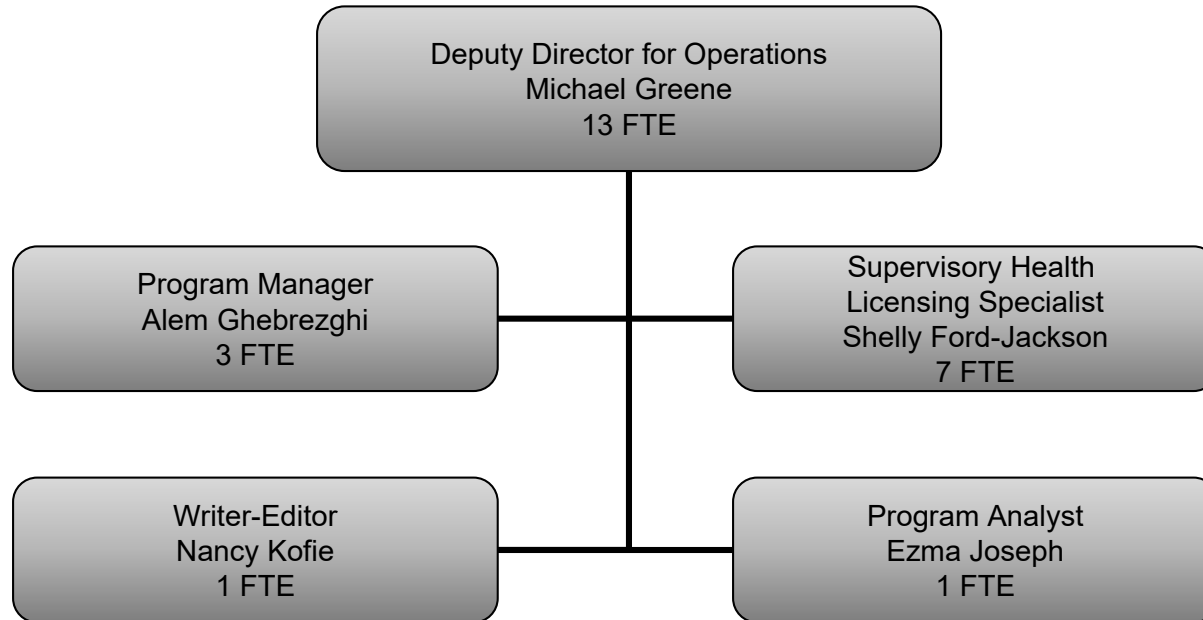 Deputy Director for Operations
Michael Greene
13 FTE
Program Manager
Alem Ghebrezghi
3 FTE
Supervisory Health
Licensing Specialist
Shelly Ford-Jackson
7 FTE
Writer-Editor
Nancy Kofie
1 FTE
Program Analyst
Ezma Joseph
1 FTE